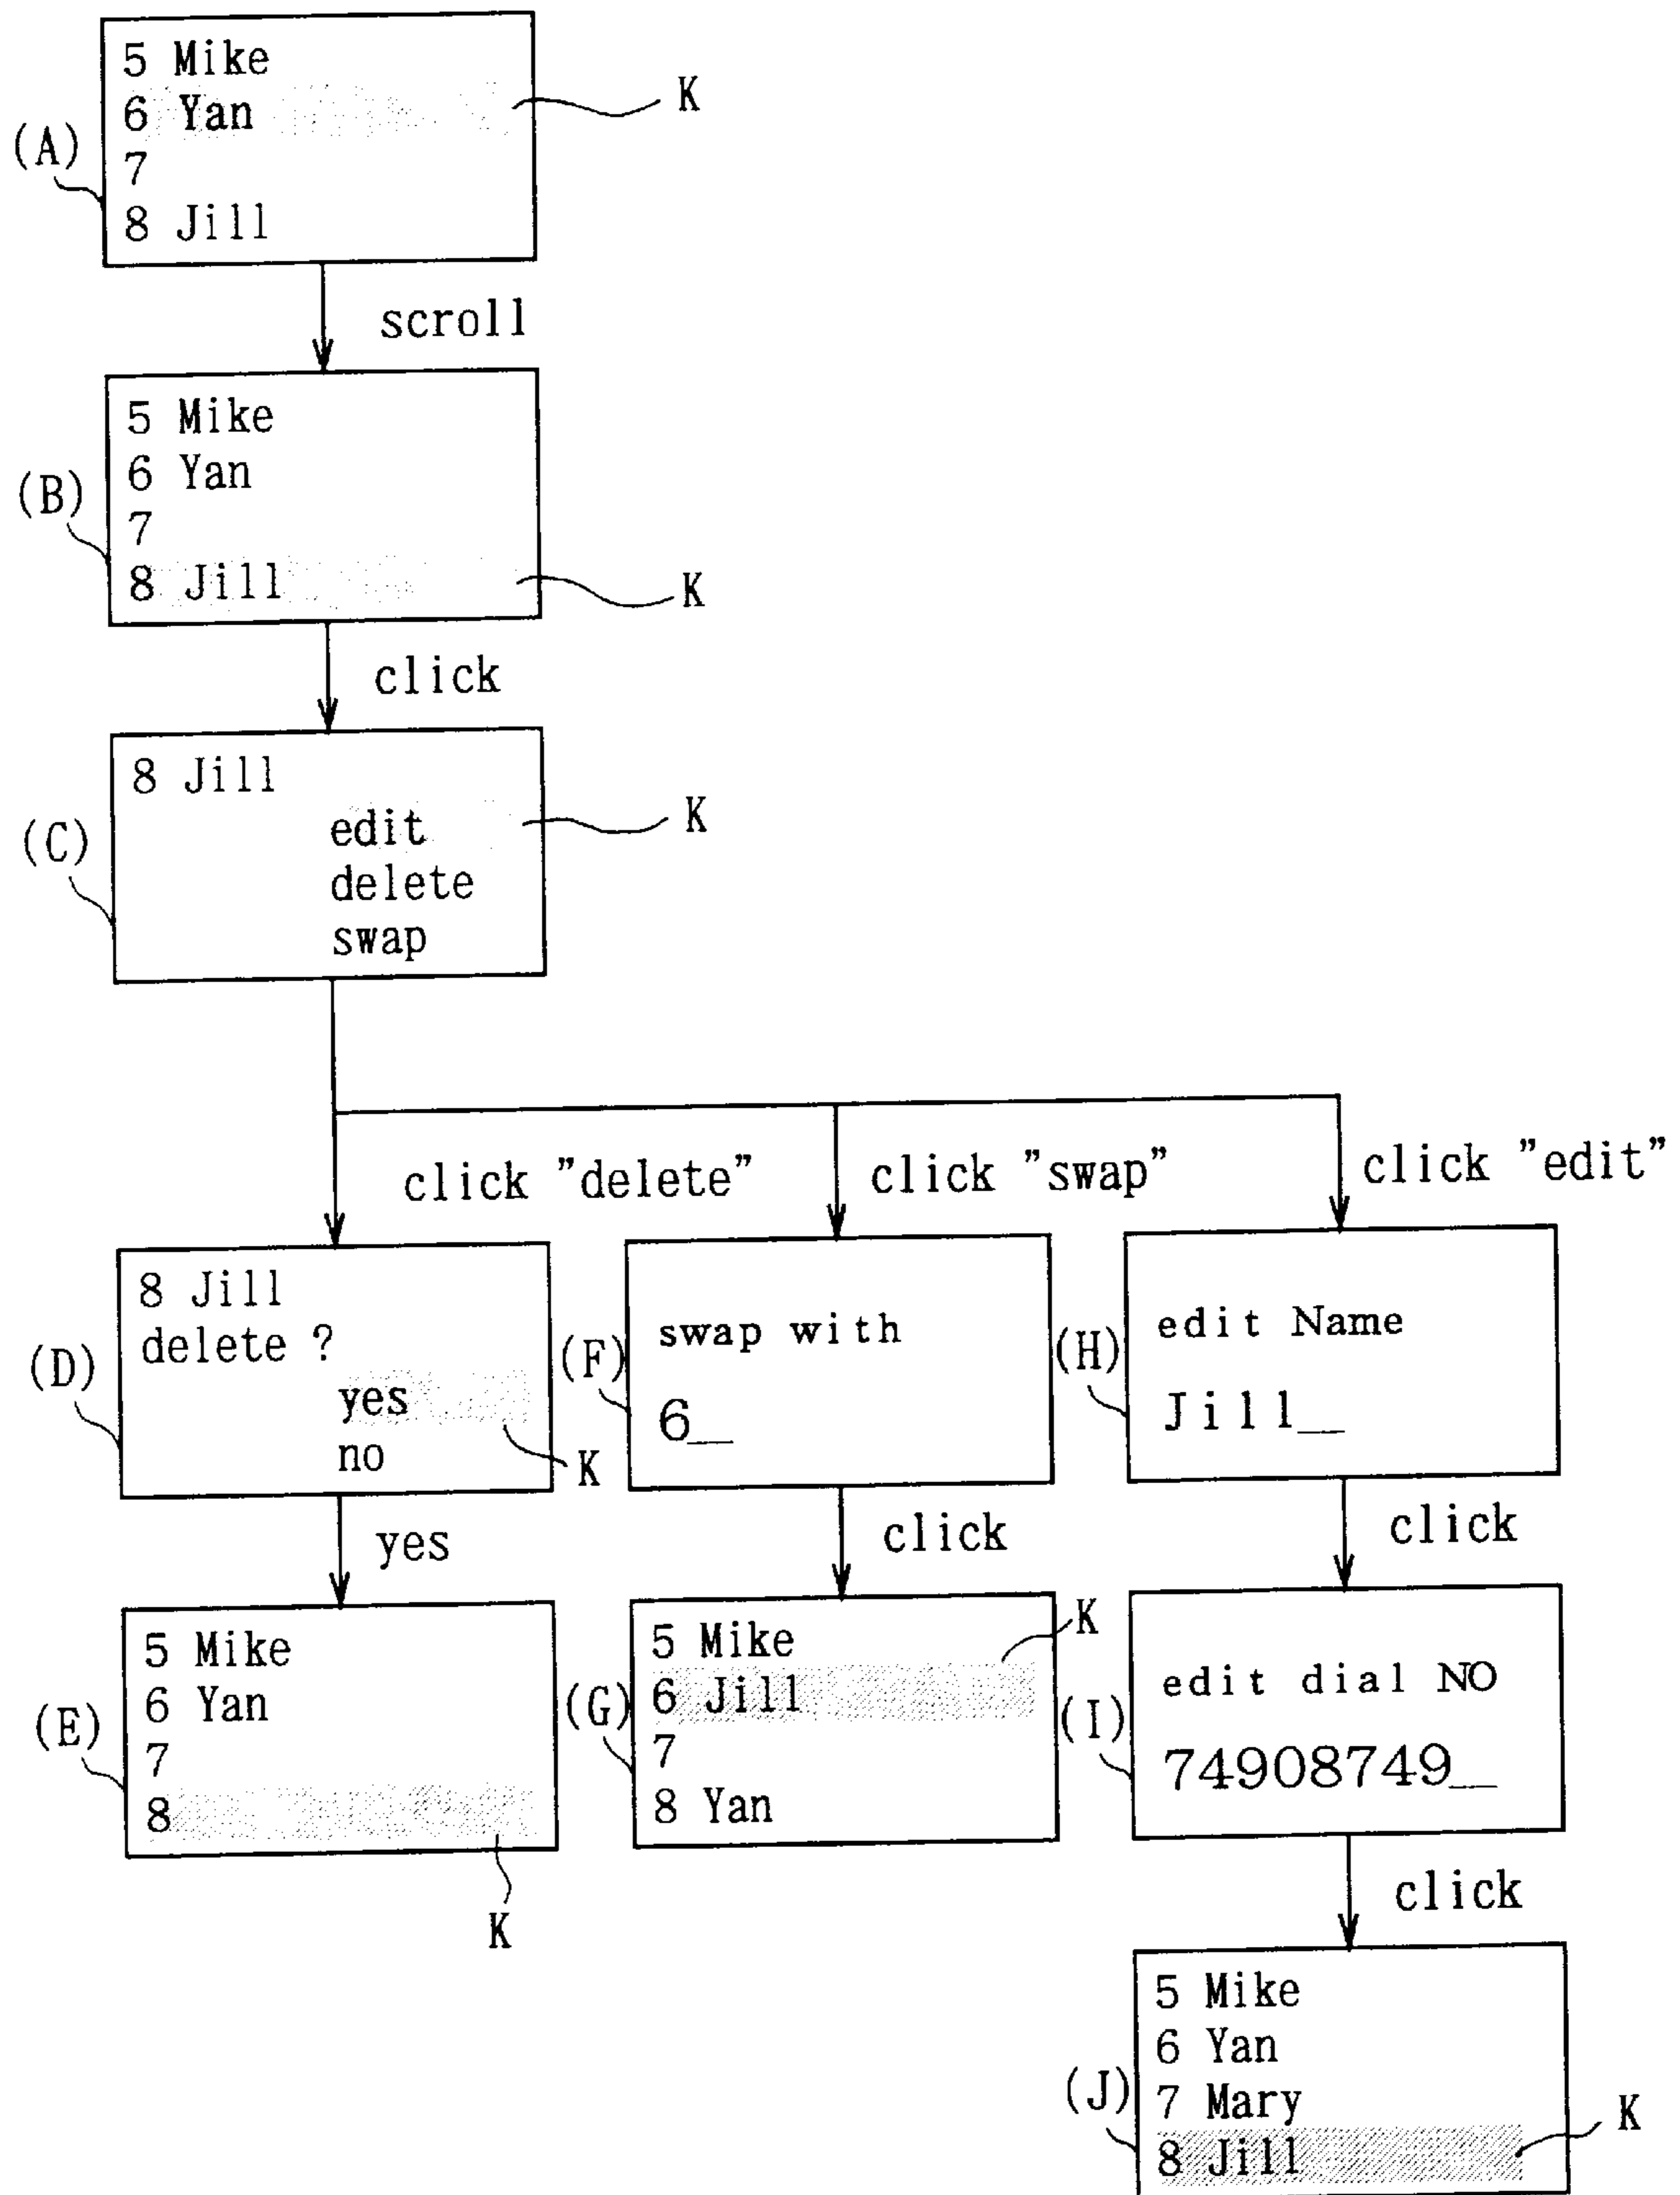 5 Mike
6 Yan
K
(A)
7
8 Jill
scroll
5 Mike
6 Yan
(B)
7
8 Jill
K
click
8 Jill
K
(C)
edit
delete
swap
click "delete"
click "swap"
click "edit"
8 Jill
delete ?
(D)
yes
no
K
swap with
(F)
6_
edit Name
(H)
Jill_
yes
click
click
5 Mike
6 Yan
(E)
7
8
K
5 Mike
K
6 Jill
(G)
7
8 Yan
edit dial NO
(I)
74908749_
click
5 Mike
6 Yan
(J)
7 Mary
8 Jill
K